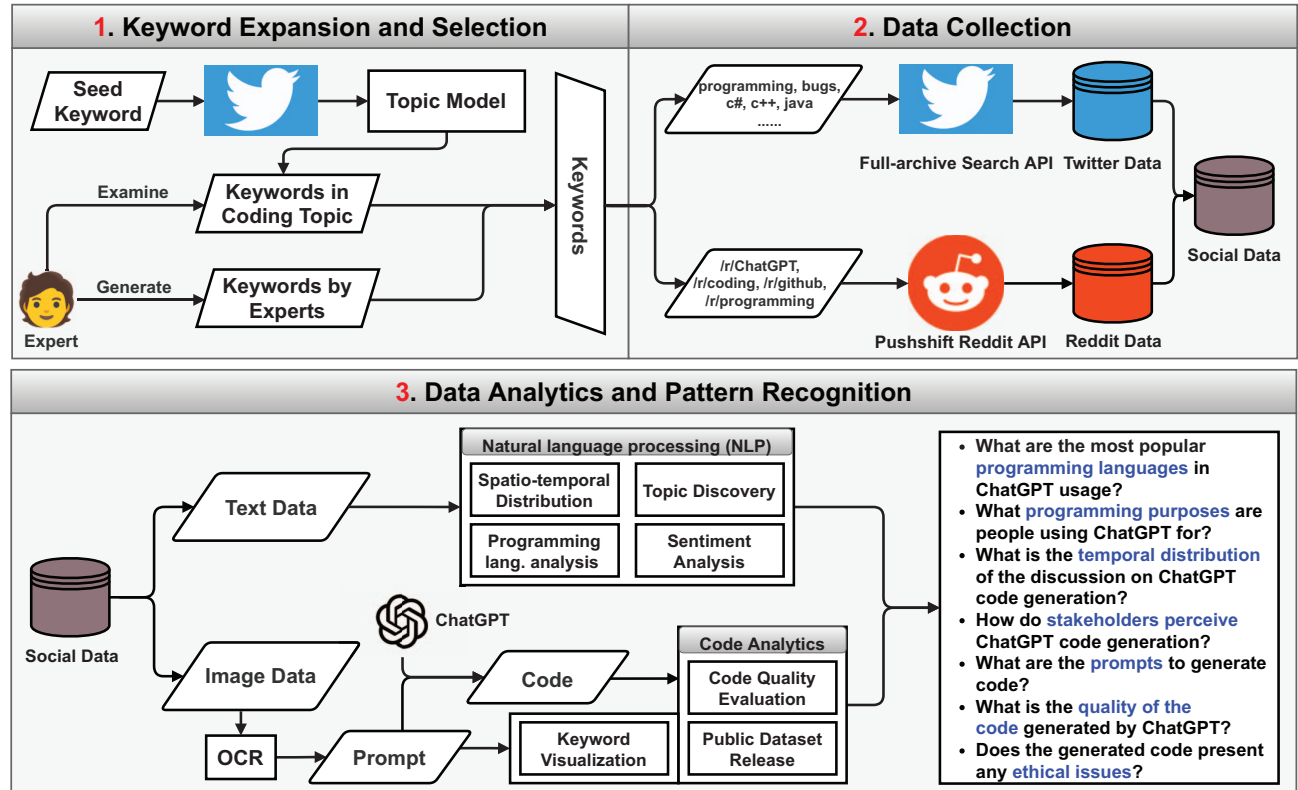 1. Keyword Expansion and Selection
Seed
Keyword
Topic Model
Examine
Keywords in
Coding Topic
Generate
Keywords by
Experts
Expert
Keywords
2. Data Collection
programming, bugs,
c#, c++, java
......
Full-archive Search API
Twitter Data
/r/ChatGPT,
/r/coding, /r/github,
/r/programming
Pushshift Reddit API
Reddit Data
Social Data
3. Data Analytics and Pattern Recognition
Social Data
Text Data
Image Data
OCR
Prompt
ChatGPT
Code
Natural language processing (NLP)
Spatio-temporal
Distribution
Topic Discovery
Programming
lang. analysis
Sentiment
Analysis
Code Analytics
Code Quality
Evaluation
Keyword
Visualization
Public Dataset
Release
• What are the most popular
programming languages in
ChatGPT usage?
• What programming purposes are
people using ChatGPT for?
• What is the temporal distribution
of the discussion on ChatGPT
code generation?
• How do stakeholders perceive
ChatGPT code generation?
• What are the prompts to generate
code?
• What is the quality of the
code generated by ChatGPT?
• Does the generated code present
any ethical issues?